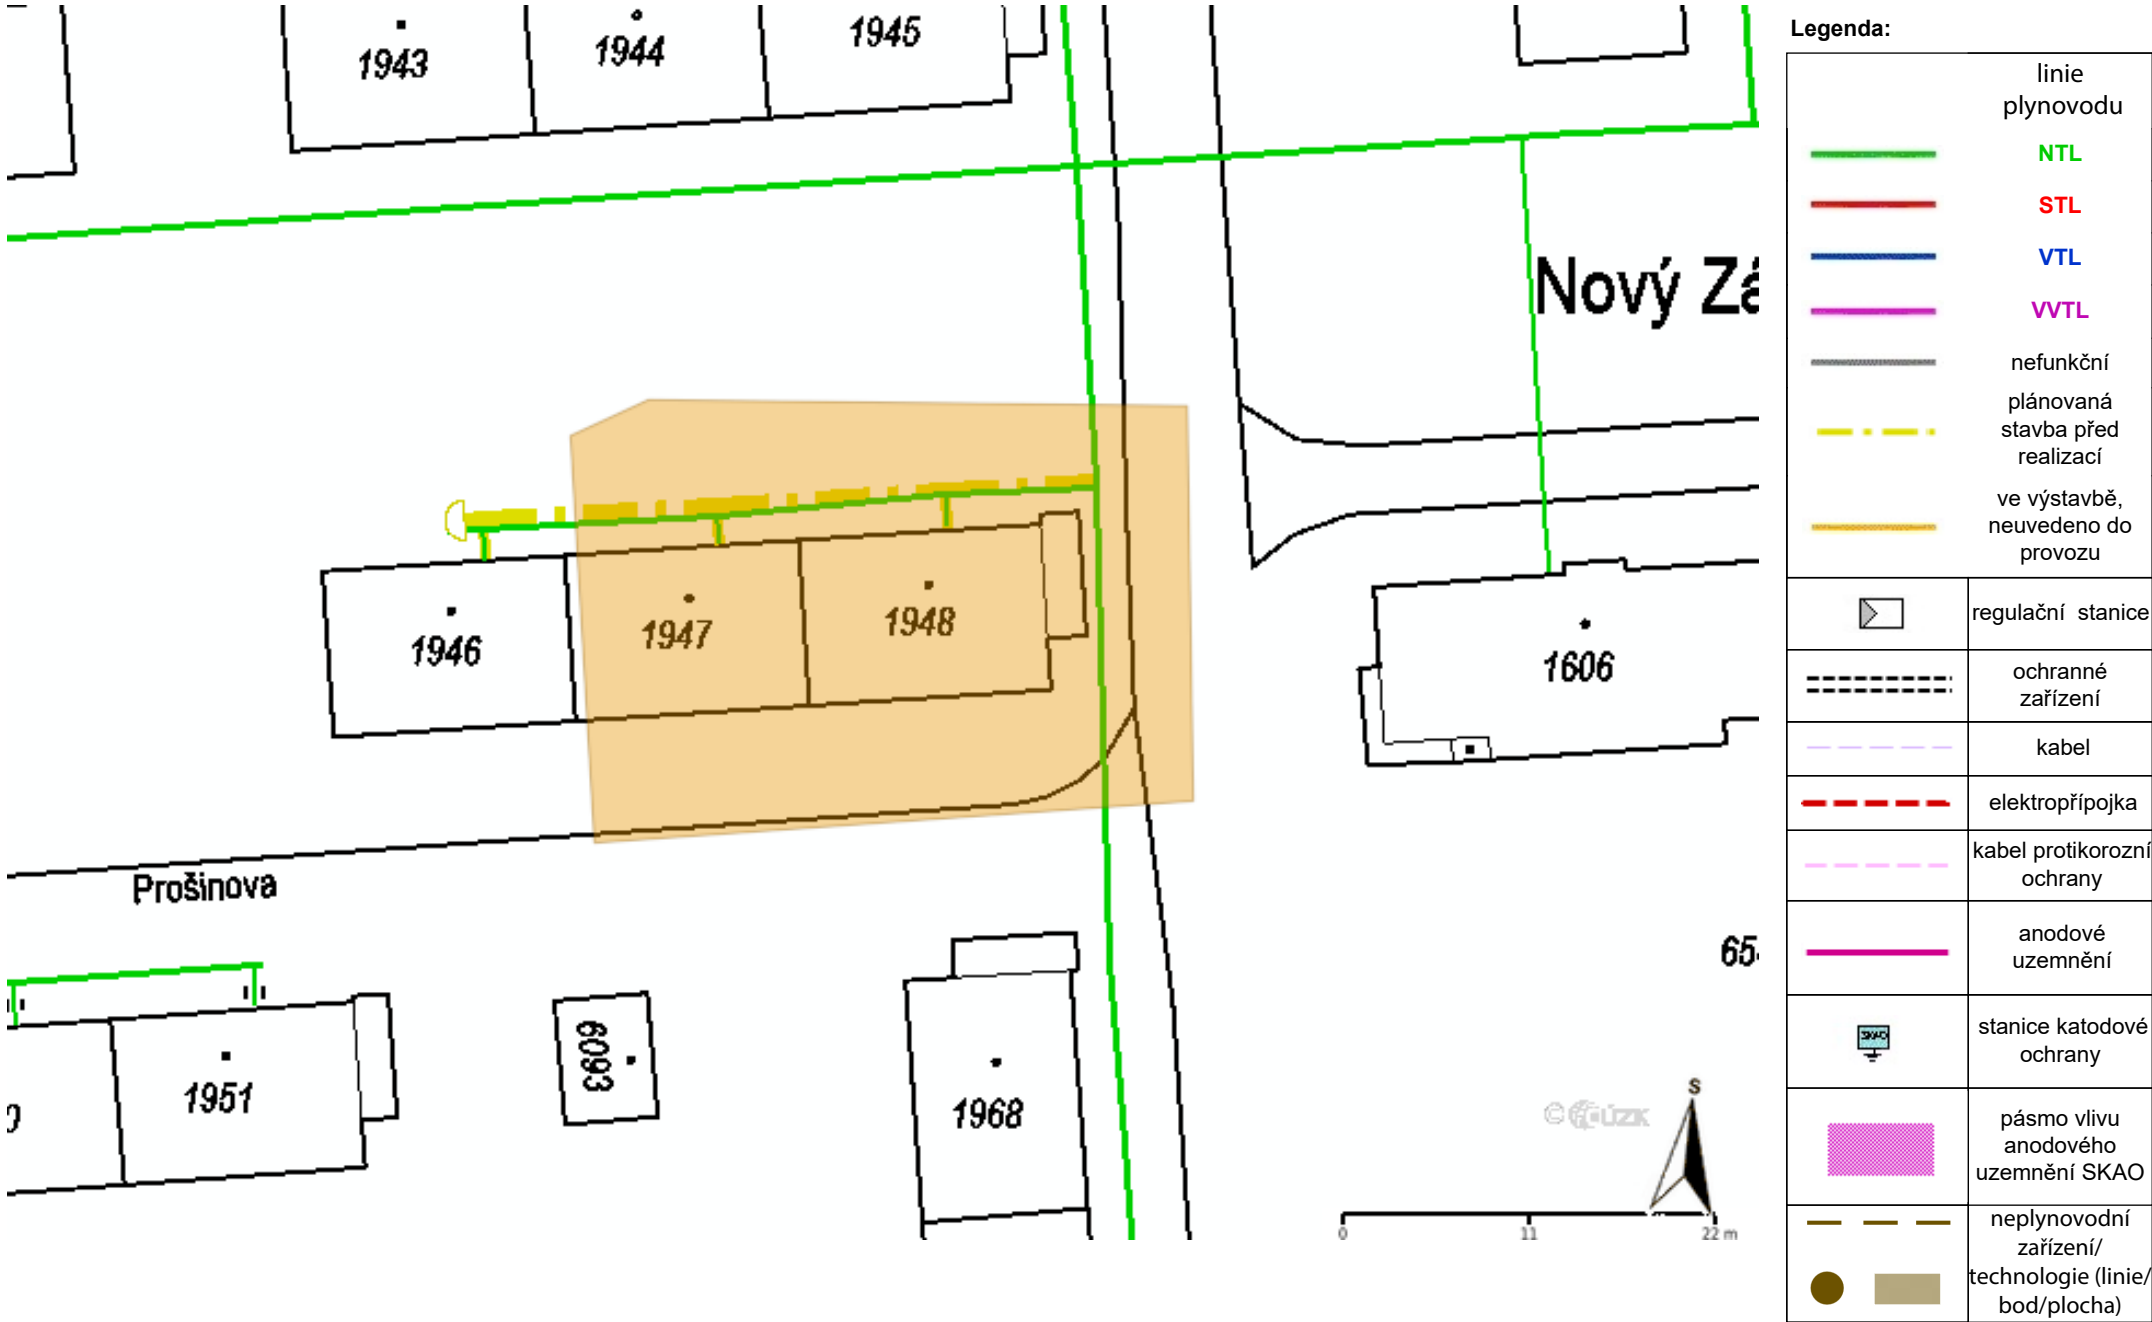 1943
1944
1945
Nový Zá
1946
1947
1948
1606
Prošinova
65
1951
6093
1968
©
ČÚZK
S
0
11
22 m
Legenda:
linie
plynovodu
NTL
STL
VTL
VVTL
nefunkční
plánovaná
stavba před
realizací
ve výstavbě,
neuvedeno do
provozu
regulační stanice
ochranné
zařízení
kabel
elektropřípojka
kabel protikorozní
ochrany
anodové
uzemnění
SKAO
stanice katodové
ochrany
pásmo vlivu
anodového
uzemnění SKAO
neplynovodní
zařízení/
technologie (linie/
bod/plocha)